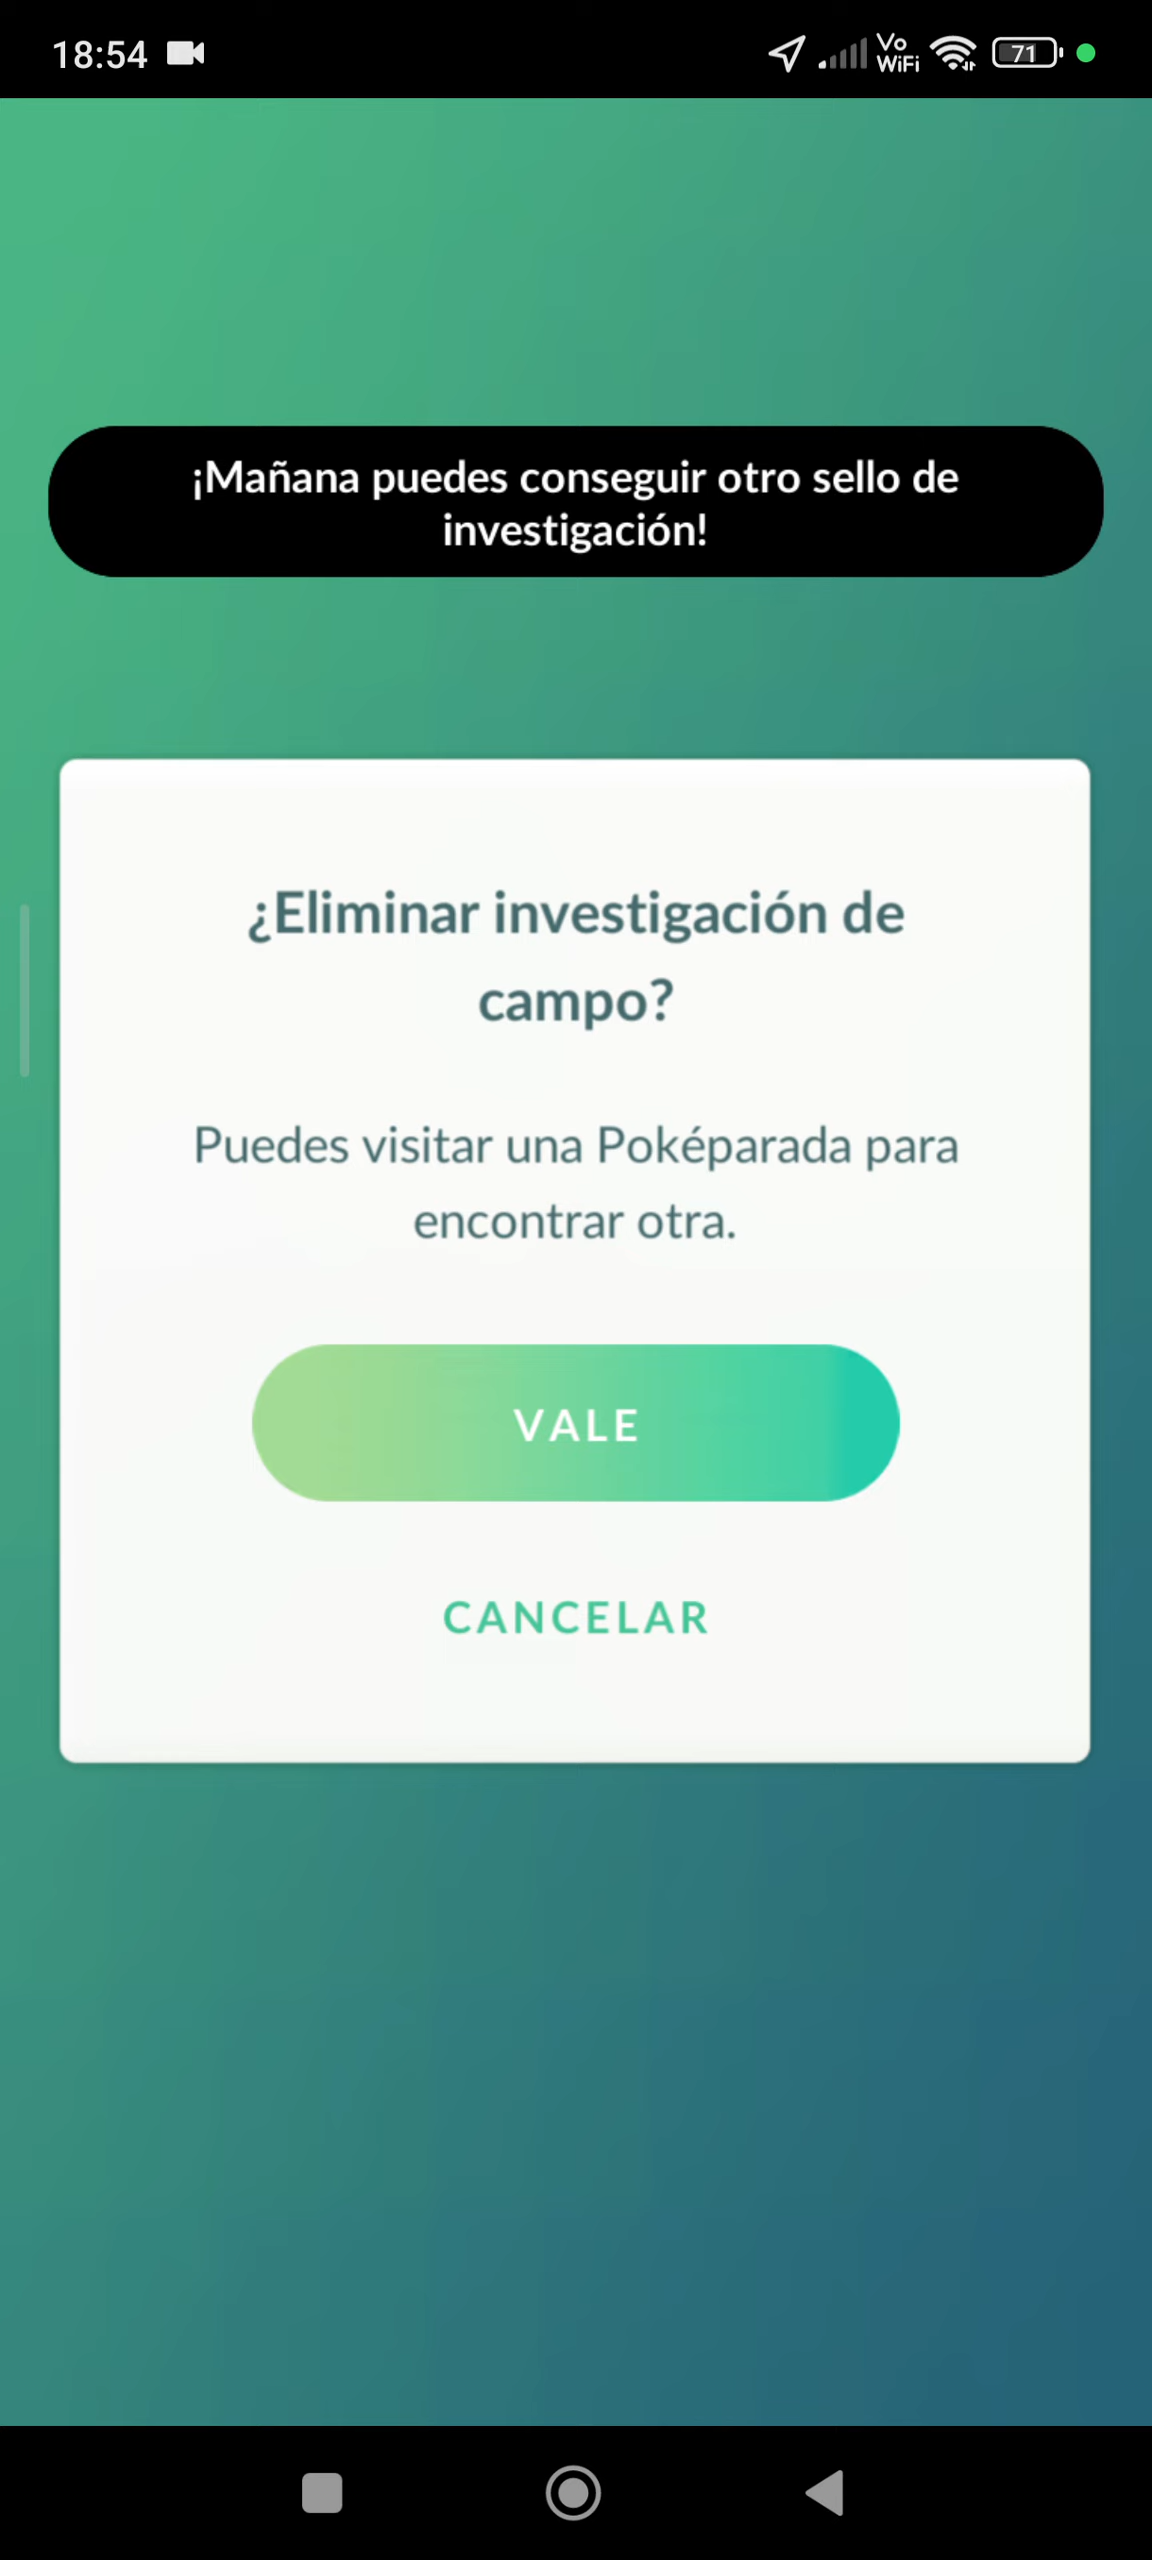 18:54
Vo
WiFi
71
¡Mañana puedes conseguir otro sello de
investigación!
¿Eliminar investigación de
campo?
Puedes visitar una Poképarada para
encontrar otra.
VALE
CANCELAR